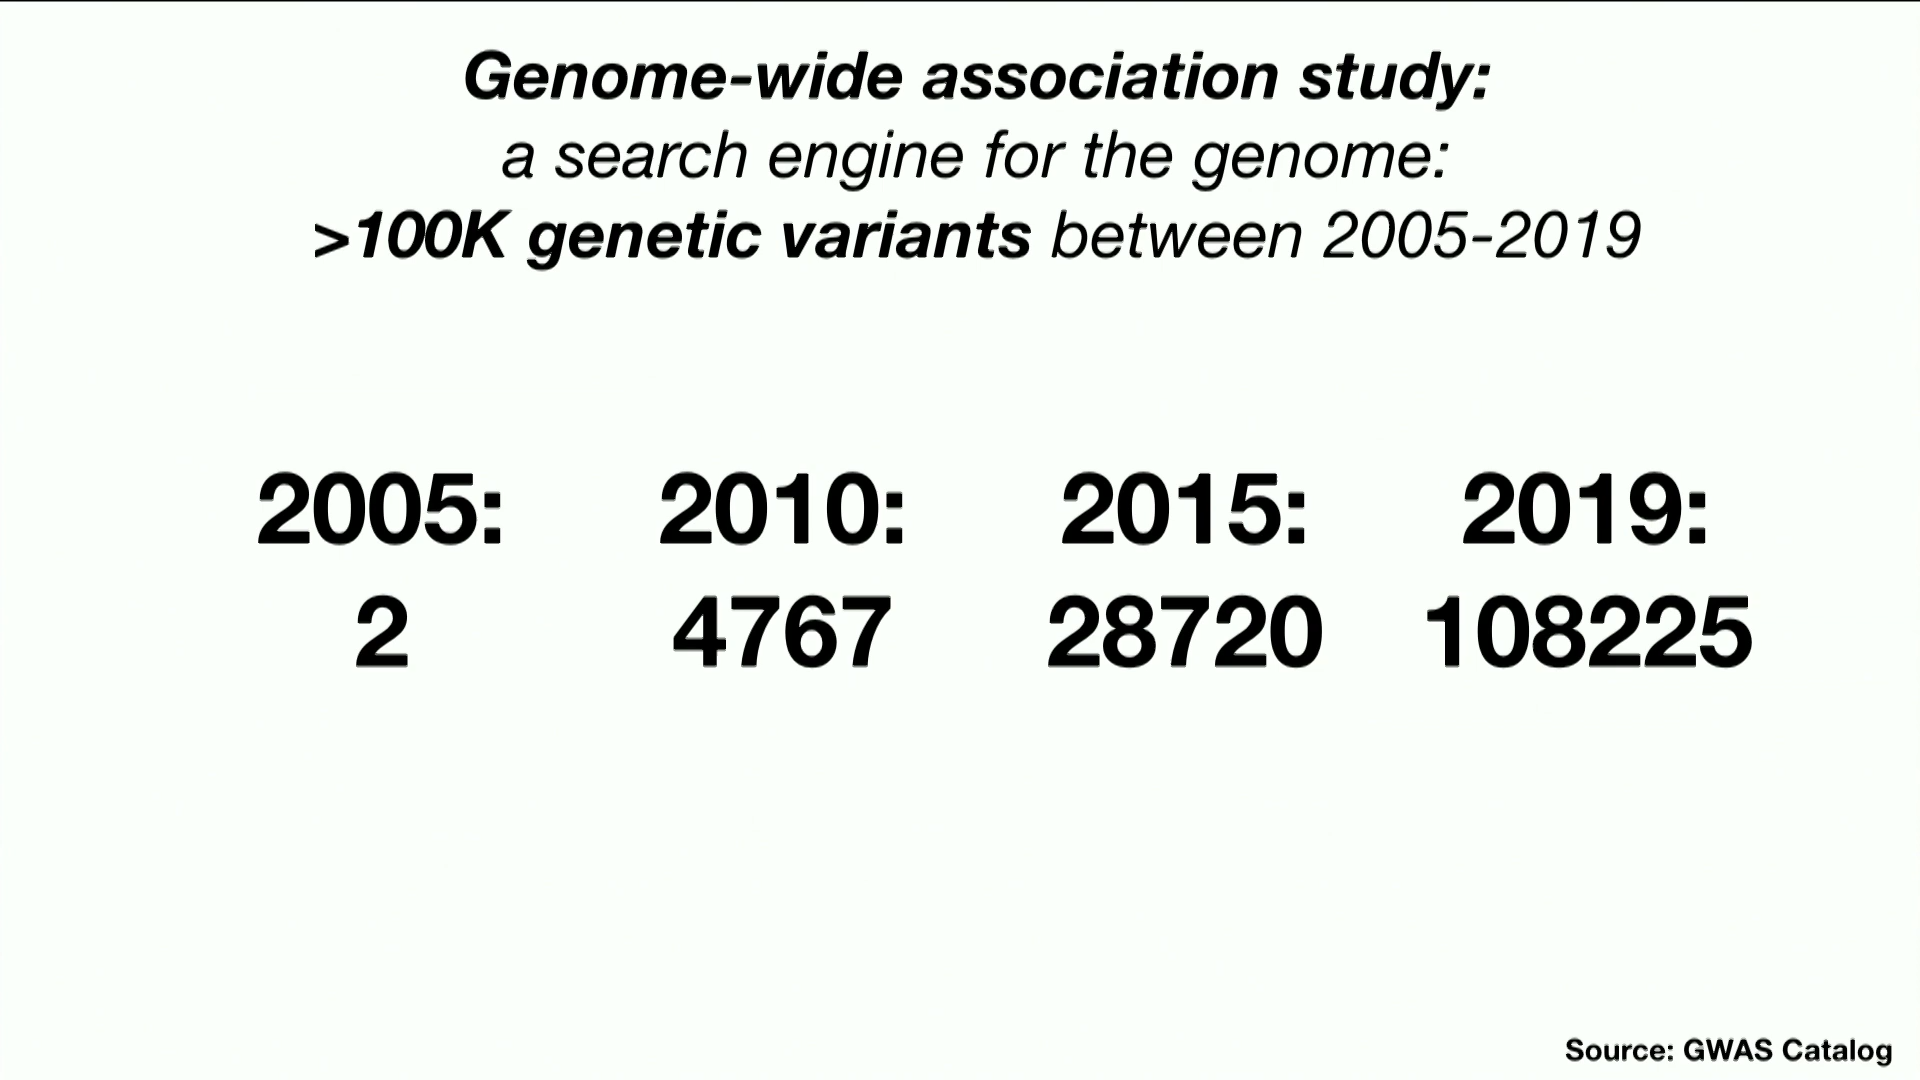 Genome-wide association study:
a search engine for the genome:
>100K genetic variants between 2005-2019
2005: 2010: 2015: 2019:
2 4767 28720 108225
Source: GWAS Catalog